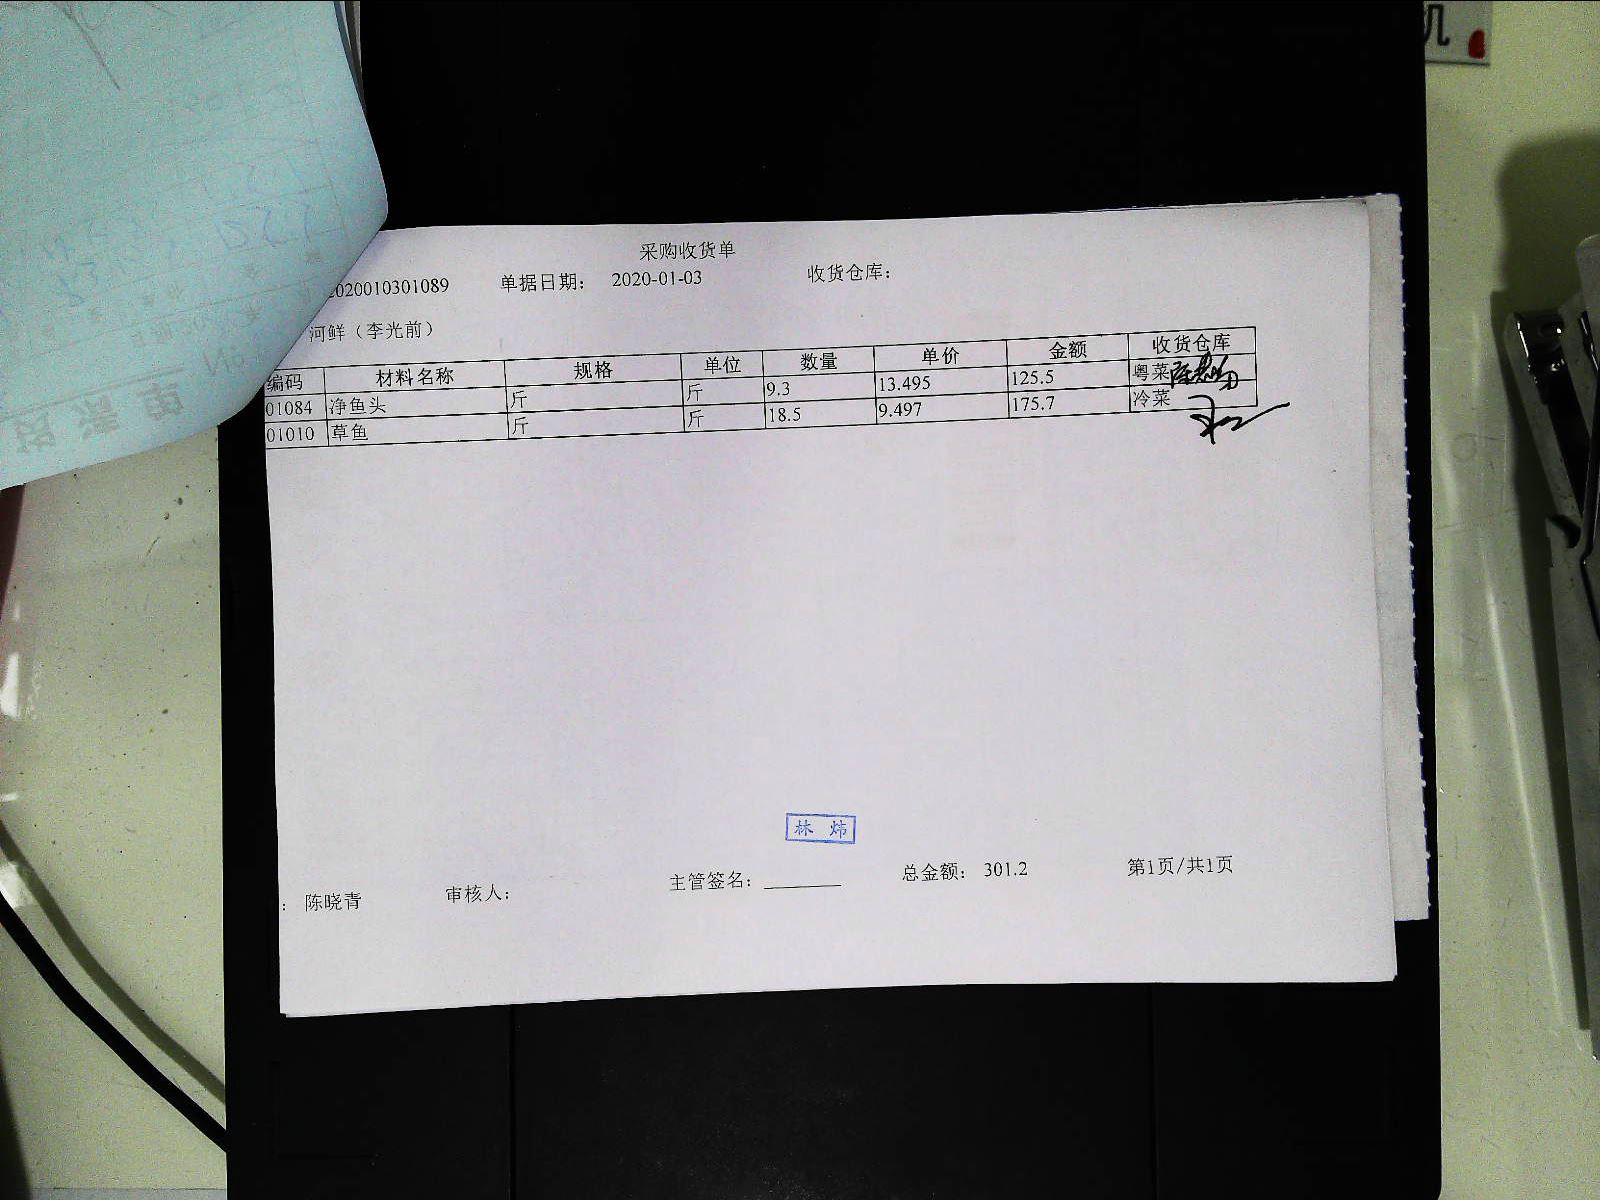 采购收货单
2020010301089 单据日期： 2020-01-03 收货仓库：
河鲜（李光前）
编码 材料名称 规格 单位 数量 单价 金额 收货仓库
01084 净鱼头 斤 斤 9.3 13.495 125.5 粤菜
01010 草鱼 斤 斤 18.5 9.497 175.7 冷菜
林 炜
： 陈晓青 审核人： 主管签名：________ 总金额： 301.2 第1页/共1页